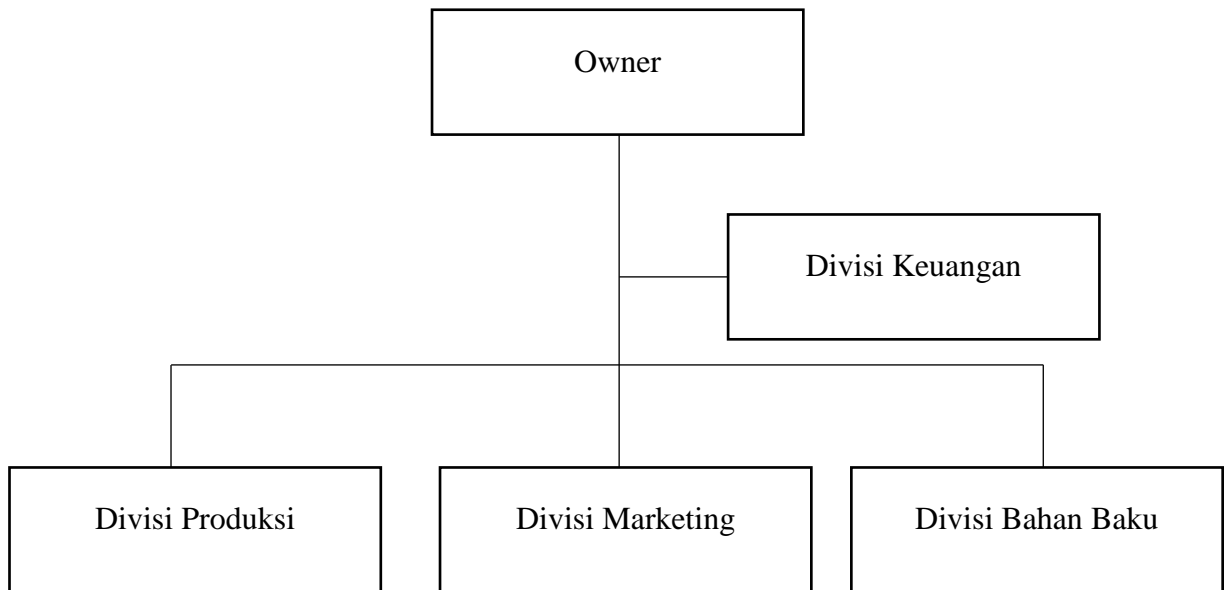 Owner
Divisi Keuangan
Divisi Produksi
Divisi Marketing
Divisi Bahan Baku